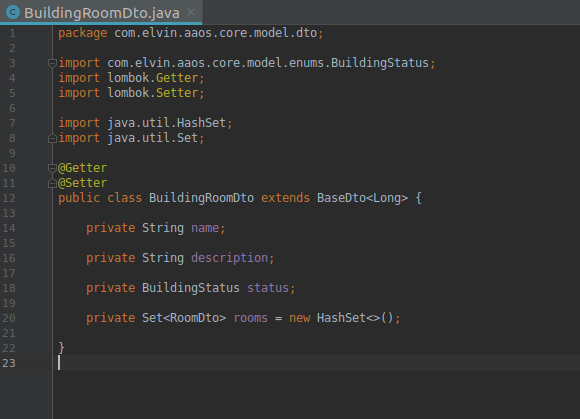 BuildingRoomDto.java
1 package com.elvin.aaos.core.model.dto;
2
3 import com.elvin.aaos.core.model.enums.BuildingStatus;
4 import lombok.Getter;
5 import lombok.Setter;
6
7 import java.util.HashSet;
8 import java.util.Set;
9
10 @Getter
11 @Setter
12 public class BuildingRoomDto extends BaseDto<Long> {
13
14     private String name;
15
16     private String description;
17
18     private BuildingStatus status;
19
20     private Set<RoomDto> rooms = new HashSet<>();
21
22 }
23